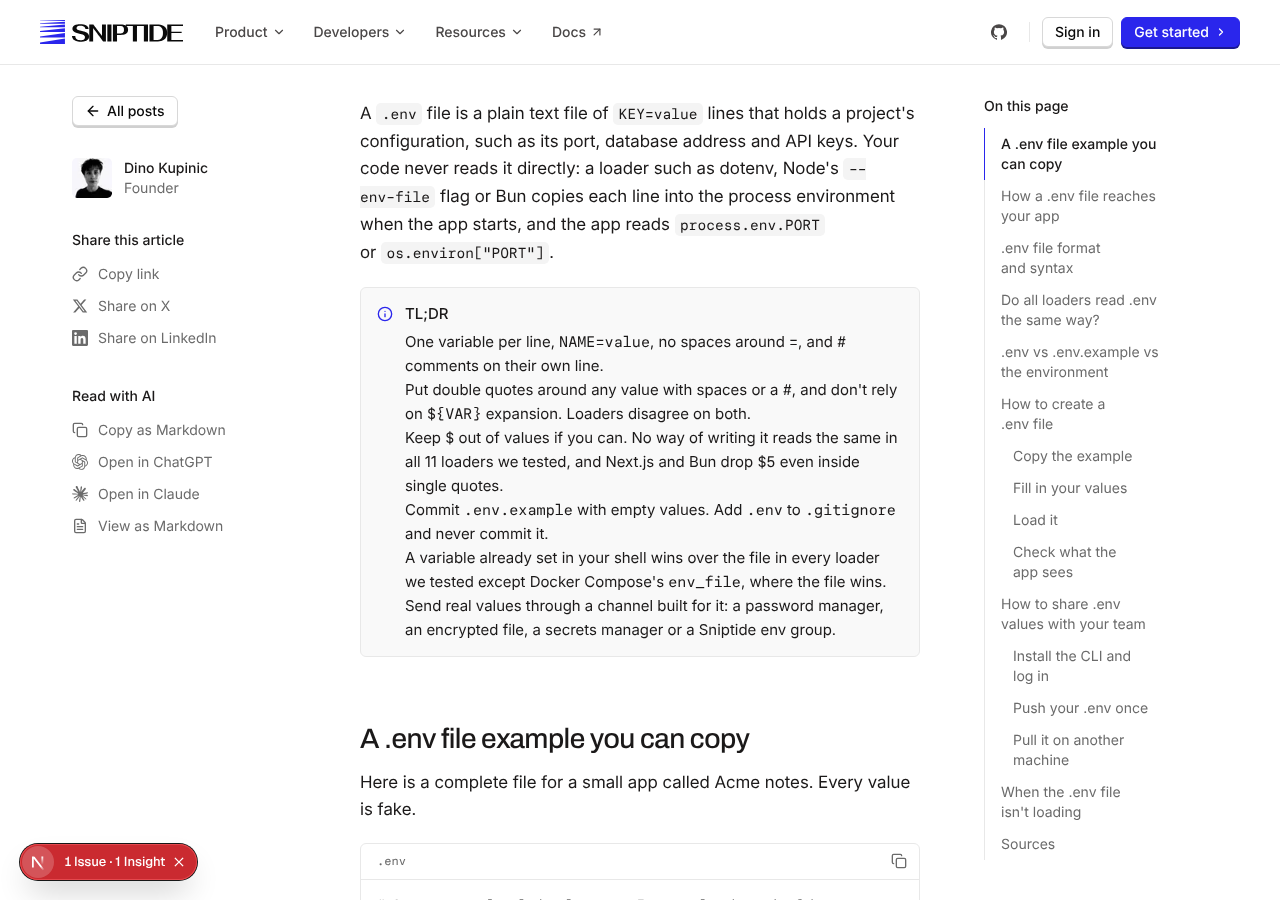 SNIPTIDE
Product
Developers
Resources
Docs
Sign in
Get started
All posts
Dino Kupinic
Founder
Share this article
Copy link
Share on X
Share on LinkedIn
Read with AI
Copy as Markdown
Open in ChatGPT
Open in Claude
View as Markdown
A .env file is a plain text file of KEY=value lines that holds a project's
configuration, such as its port, database address and API keys. Your
code never reads it directly: a loader such as dotenv, Node's --
env-file flag or Bun copies each line into the process environment
when the app starts, and the app reads process.env.PORT
or os.environ["PORT"].
TL;DR
One variable per line, NAME=value, no spaces around =, and #
comments on their own line.
Put double quotes around any value with spaces or a #, and don't rely
on ${VAR} expansion. Loaders disagree on both.
Keep $ out of values if you can. No way of writing it reads the same in
all 11 loaders we tested, and Next.js and Bun drop $5 even inside
single quotes.
Commit .env.example with empty values. Add .env to .gitignore
and never commit it.
A variable already set in your shell wins over the file in every loader
we tested except Docker Compose's env_file, where the file wins.
Send real values through a channel built for it: a password manager,
an encrypted file, a secrets manager or a Sniptide env group.
A .env file example you can copy
Here is a complete file for a small app called Acme notes. Every value
is fake.
.env
On this page
A .env file example you
can copy
How a .env file reaches
your app
.env file format
and syntax
Do all loaders read .env
the same way?
.env vs .env.example vs
the environment
How to create a
.env file
Copy the example
Fill in your values
Load it
Check what the
app sees
How to share .env
values with your team
Install the CLI and
log in
Push your .env once
Pull it on another
machine
When the .env file
isn't loading
Sources
N
1 Issue · 1 Insight